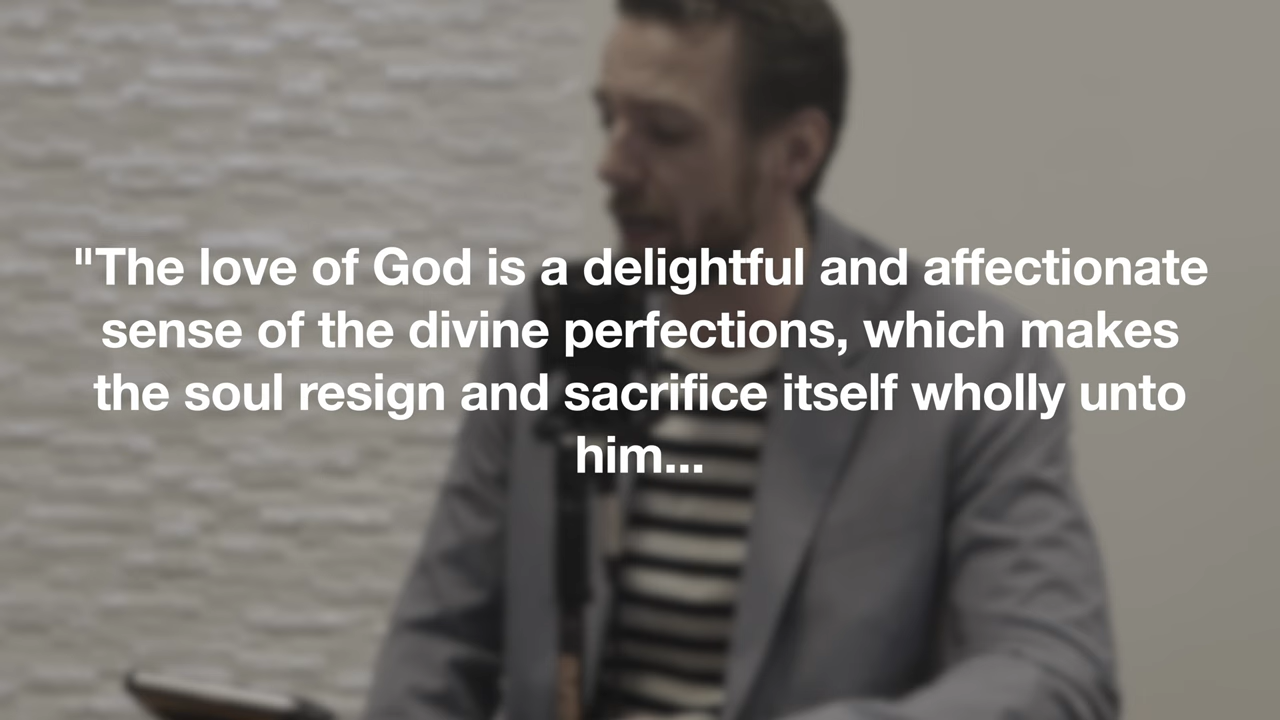 "The love of God is a delightful and affectionate
sense of the divine perfections, which makes
the soul resign and sacrifice itself wholly unto
him...